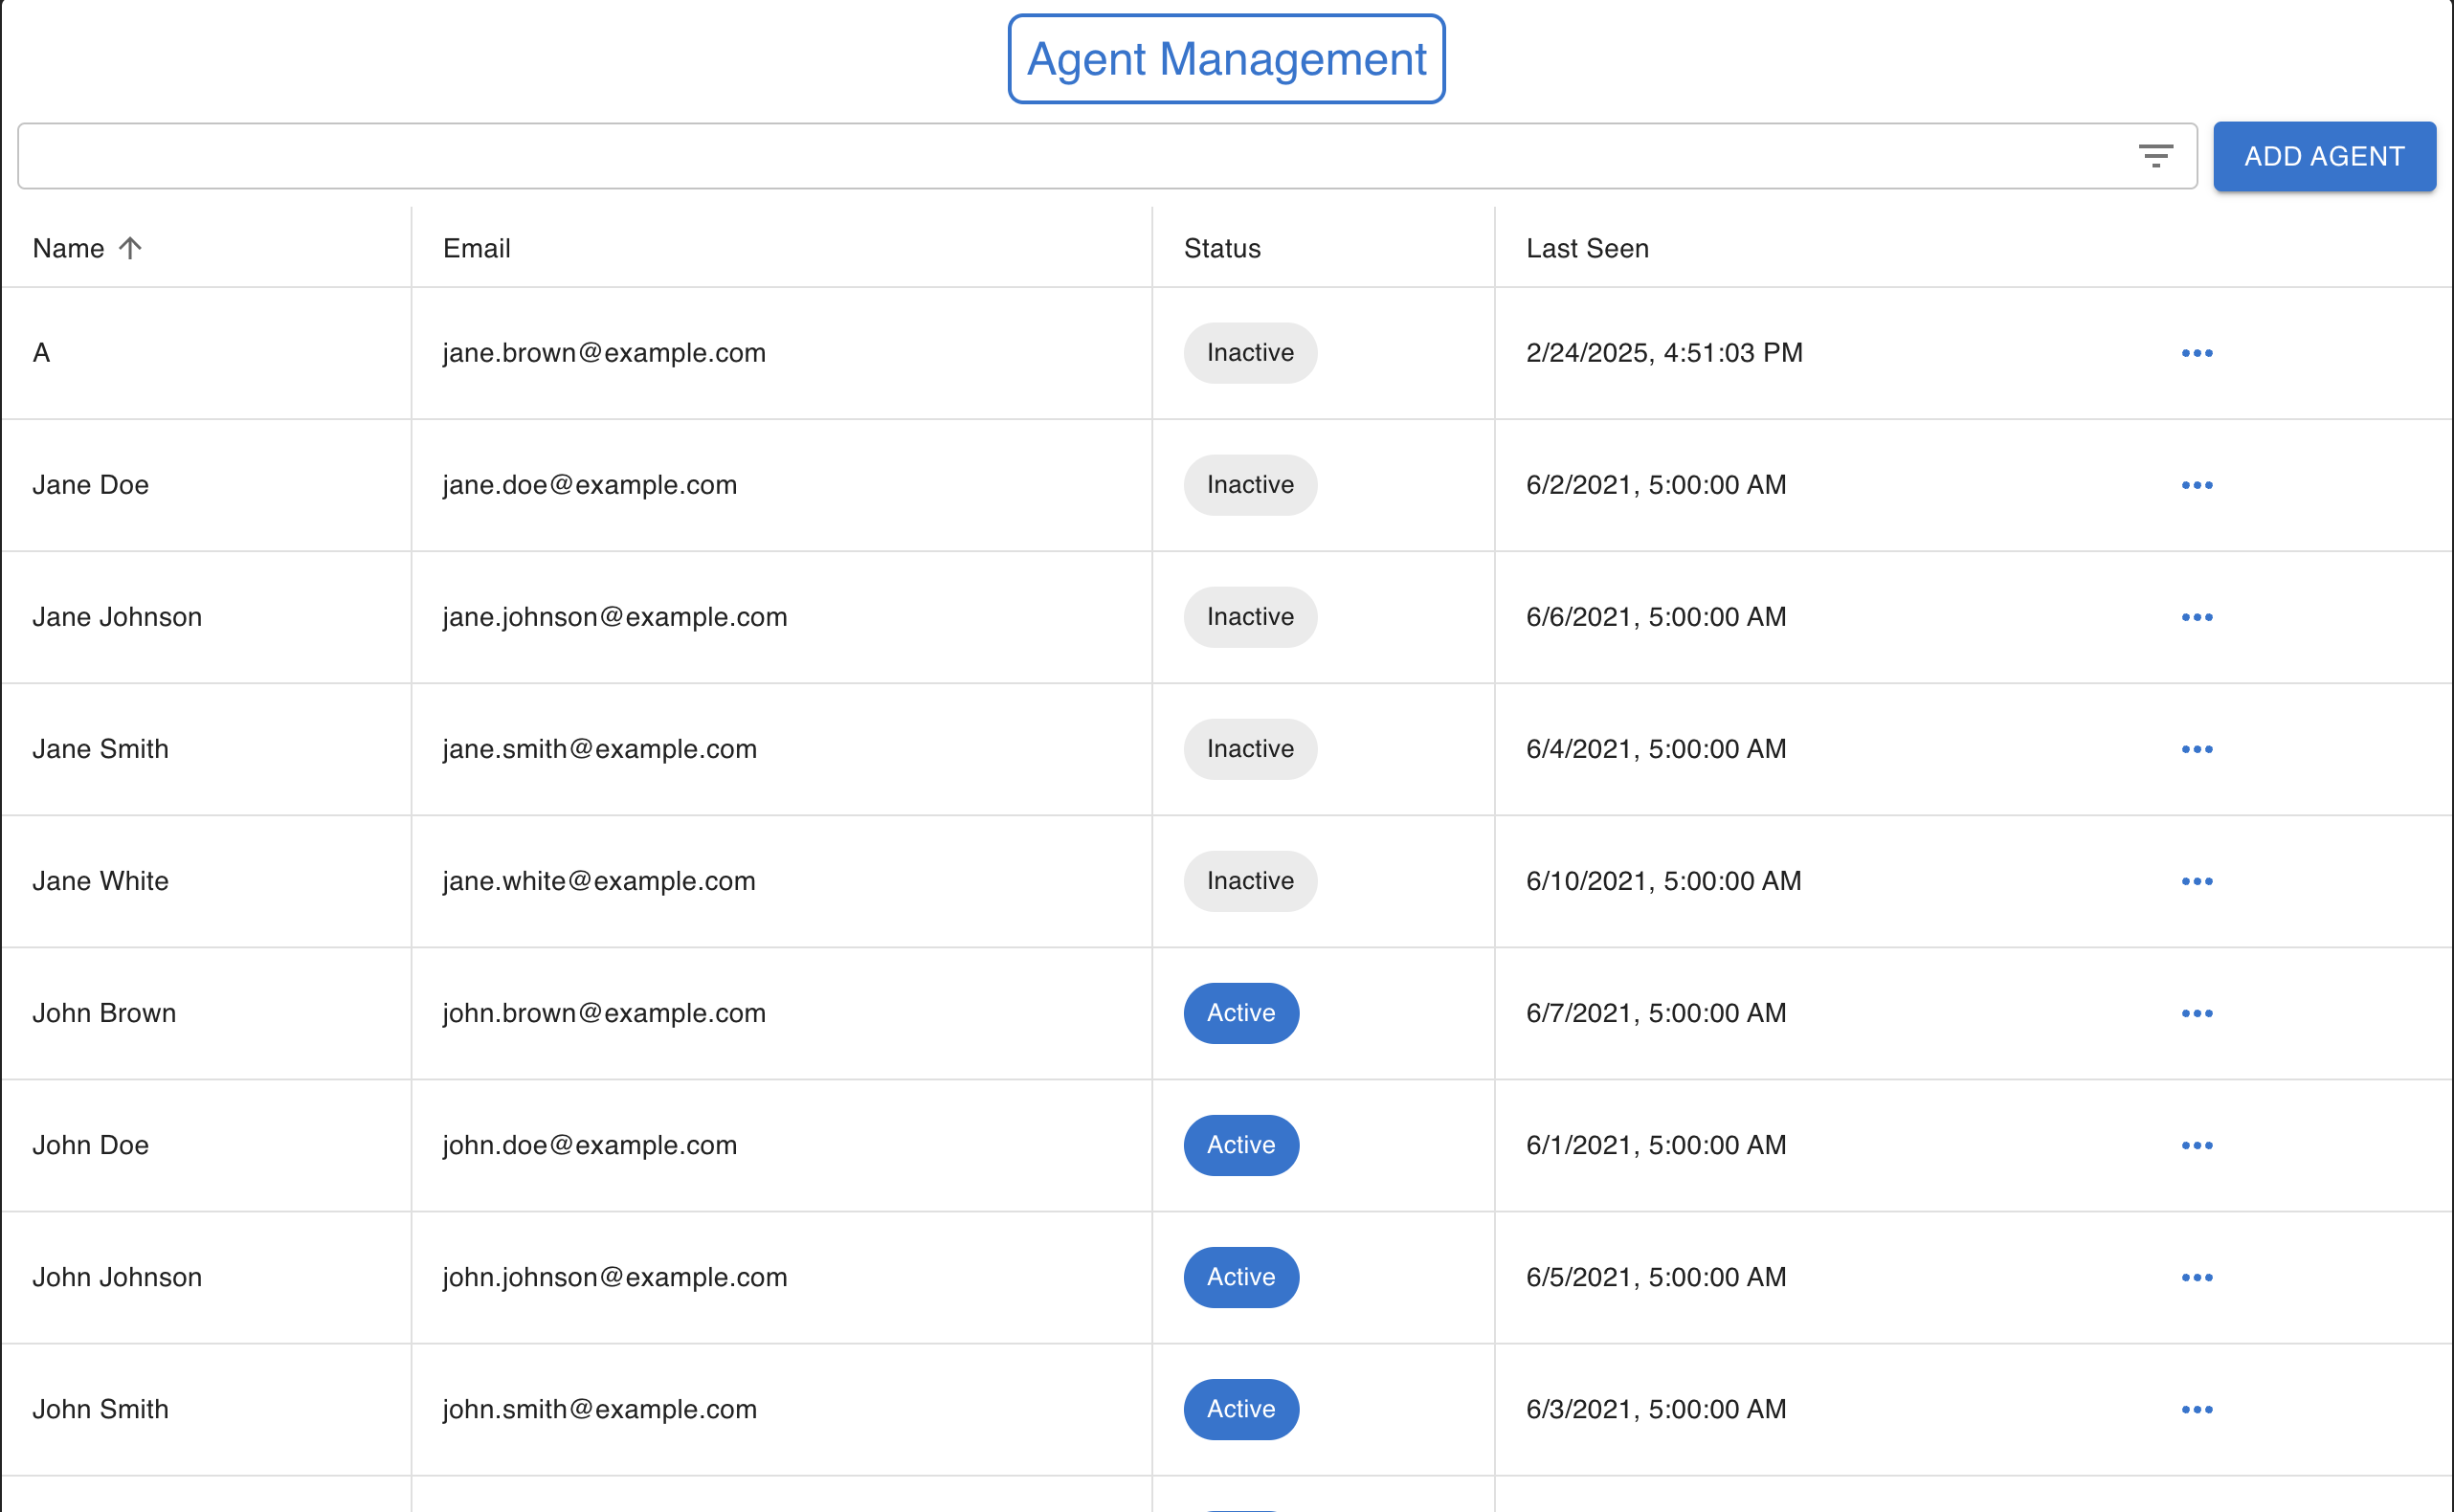 Agent Management
ADD AGENT
Name Email Status Last Seen
A jane.brown@example.com Inactive 2/24/2025, 4:51:03 PM
Jane Doe jane.doe@example.com Inactive 6/2/2021, 5:00:00 AM
Jane Johnson jane.johnson@example.com Inactive 6/6/2021, 5:00:00 AM
Jane Smith jane.smith@example.com Inactive 6/4/2021, 5:00:00 AM
Jane White jane.white@example.com Inactive 6/10/2021, 5:00:00 AM
John Brown john.brown@example.com Active 6/7/2021, 5:00:00 AM
John Doe john.doe@example.com Active 6/1/2021, 5:00:00 AM
John Johnson john.johnson@example.com Active 6/5/2021, 5:00:00 AM
John Smith john.smith@example.com Active 6/3/2021, 5:00:00 AM